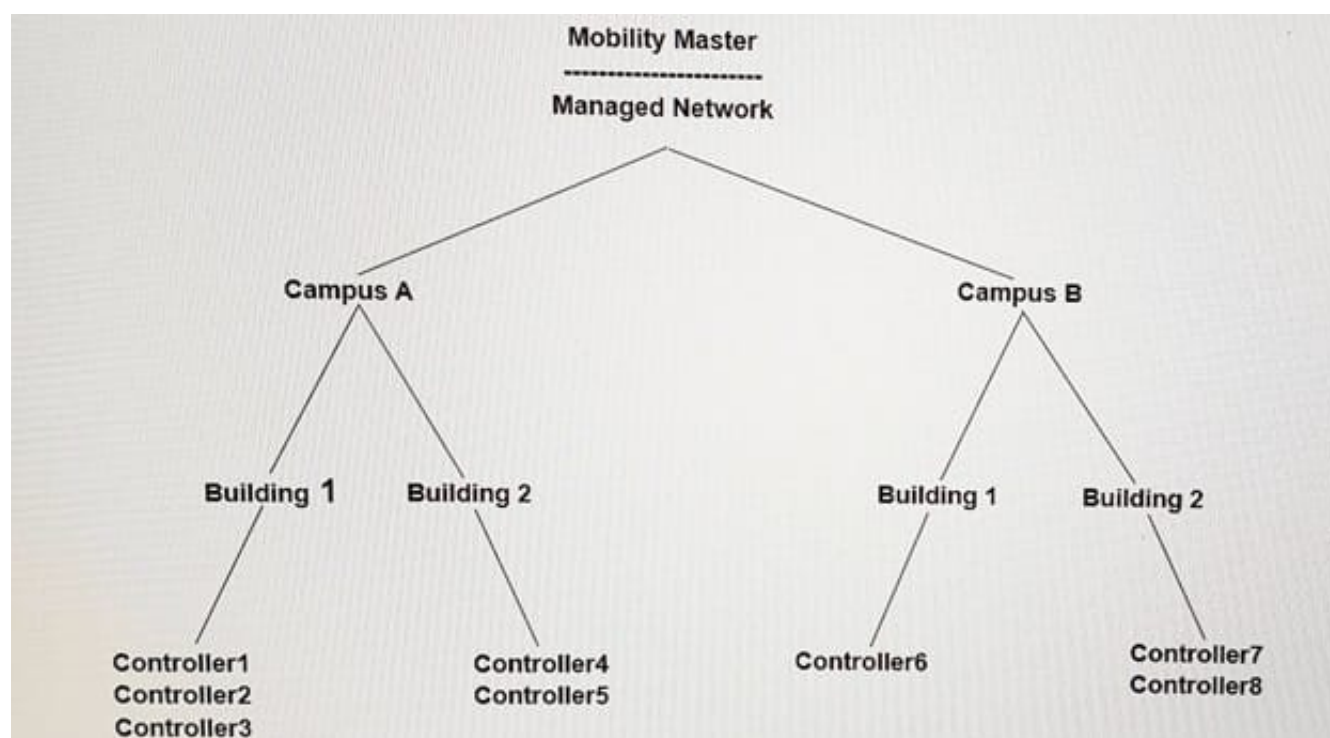 Mobility Master
-----------------------
Managed Network
Campus A
Campus B
Building 1
Building 2
Building 1
Building 2
Controller1
Controller2
Controller3
Controller4
Controller5
Controller6
Controller7
Controller8